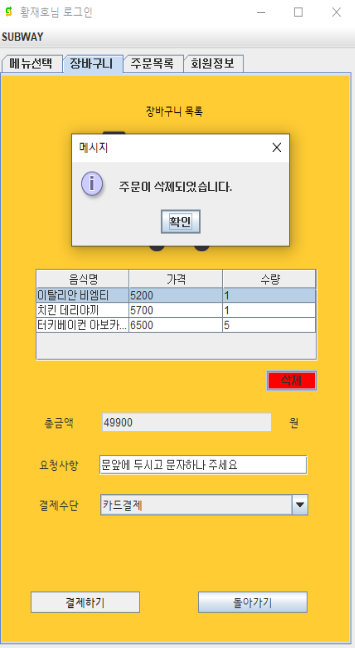 황재호님 로그인
SUBWAY
메뉴선택 장바구니 주문목록 회원정보
장바구니 목록
메시지
주문이 삭제되었습니다.
확인
음식명 가격 수량
이탈리안 비엠티 5200 1
치킨 데리야끼 5700 1
터키베이컨 아보카... 6500 5
삭제
총금액 49900 원
요청사항 문앞에 두시고 문자하나 주세요
결제수단 카드결제
결제하기 돌아가기